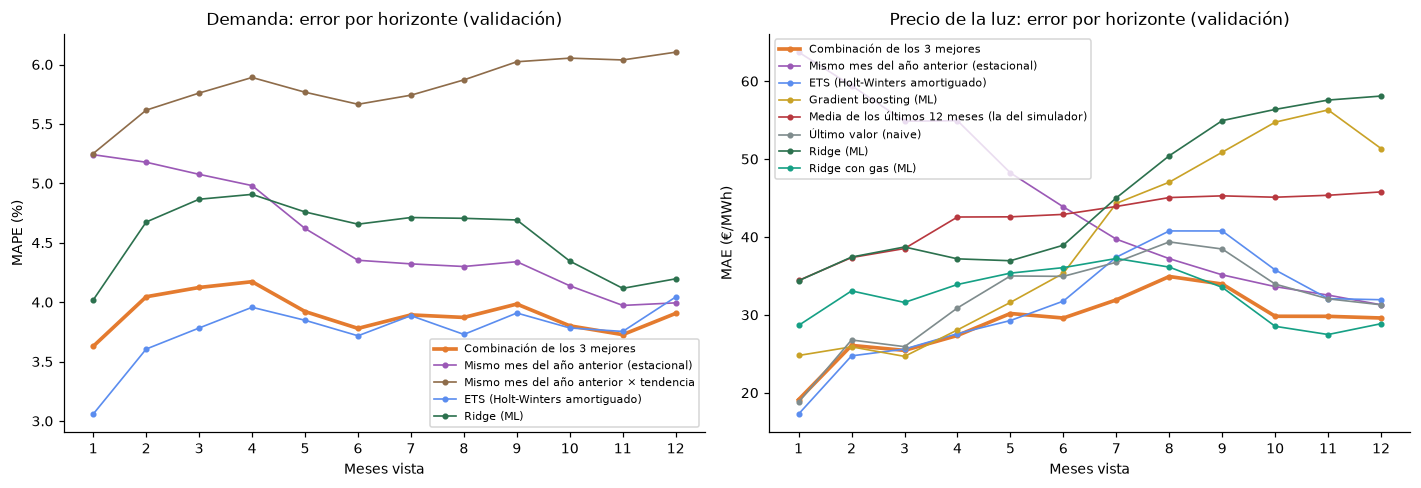 Demanda: error por horizonte (validación)
MAPE (%)
6.0
5.5
5.0
4.5
4.0
3.5
3.0
Combinación de los 3 mejores
Mismo mes del año anterior (estacional)
Mismo mes del año anterior × tendencia
ETS (Holt-Winters amortiguado)
Ridge (ML)
1 2 3 4 5 6 7 8 9 10 11 12
Meses vista
Precio de la luz: error por horizonte (validación)
MAE (€/MWh)
60
50
40
30
20
Combinación de los 3 mejores
Mismo mes del año anterior (estacional)
ETS (Holt-Winters amortiguado)
Gradient boosting (ML)
Media de los últimos 12 meses (la del simulador)
Último valor (naive)
Ridge (ML)
Ridge con gas (ML)
1 2 3 4 5 6 7 8 9 10 11 12
Meses vista